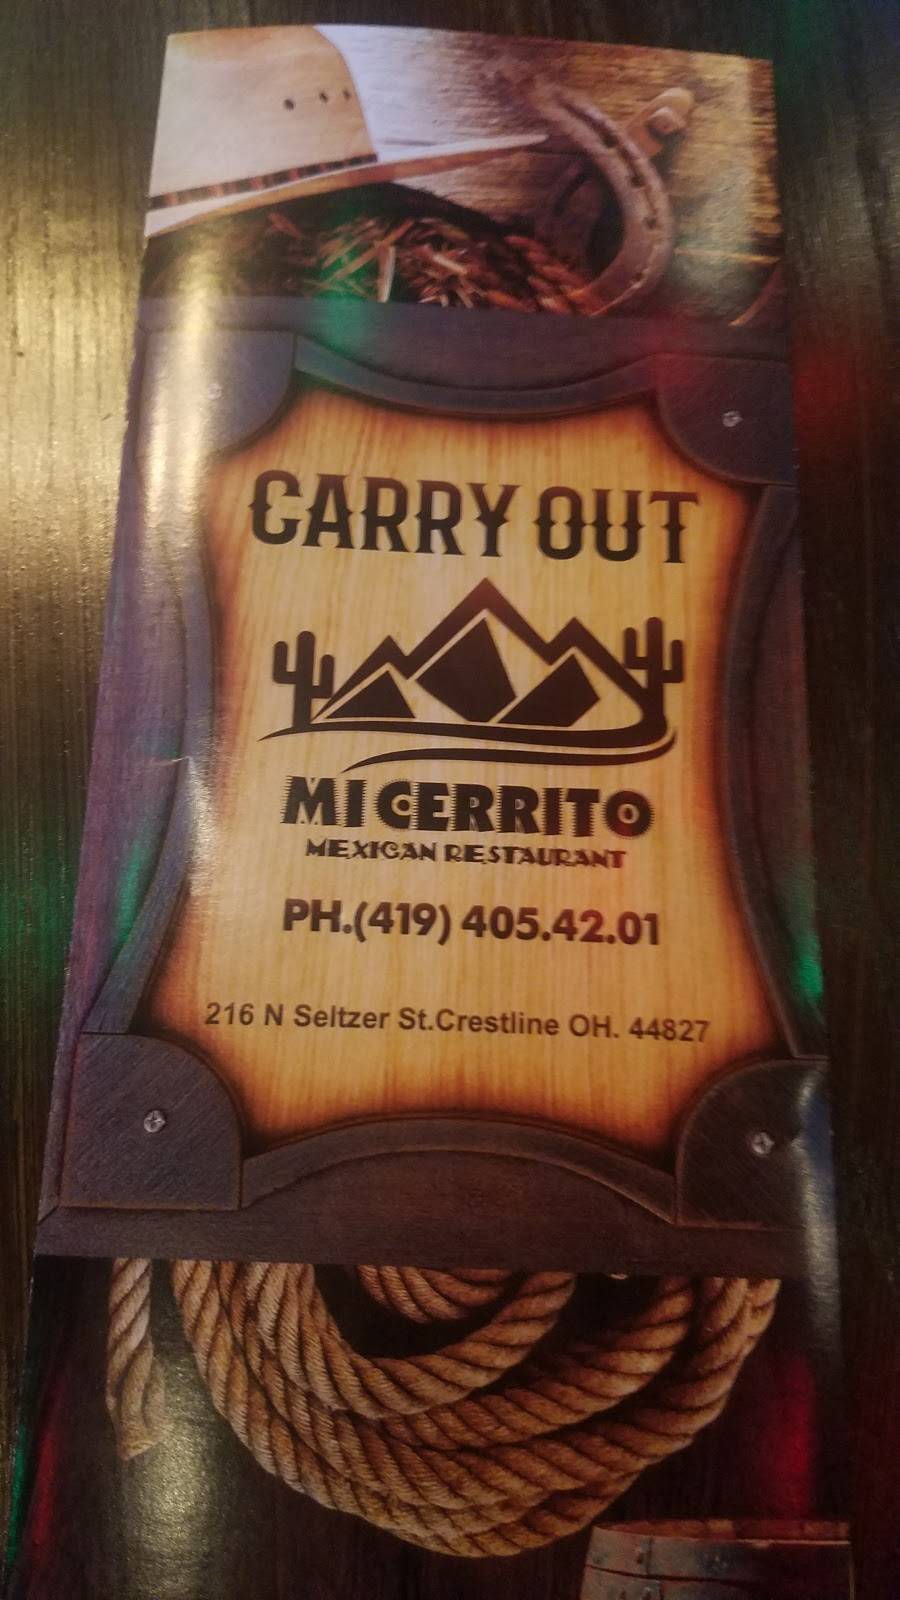 CARRY OUT
MI CERRITO
MEXICAN RESTAURANT
PH.(419) 405.42.01
216 N Seltzer St.Crestline OH. 44827